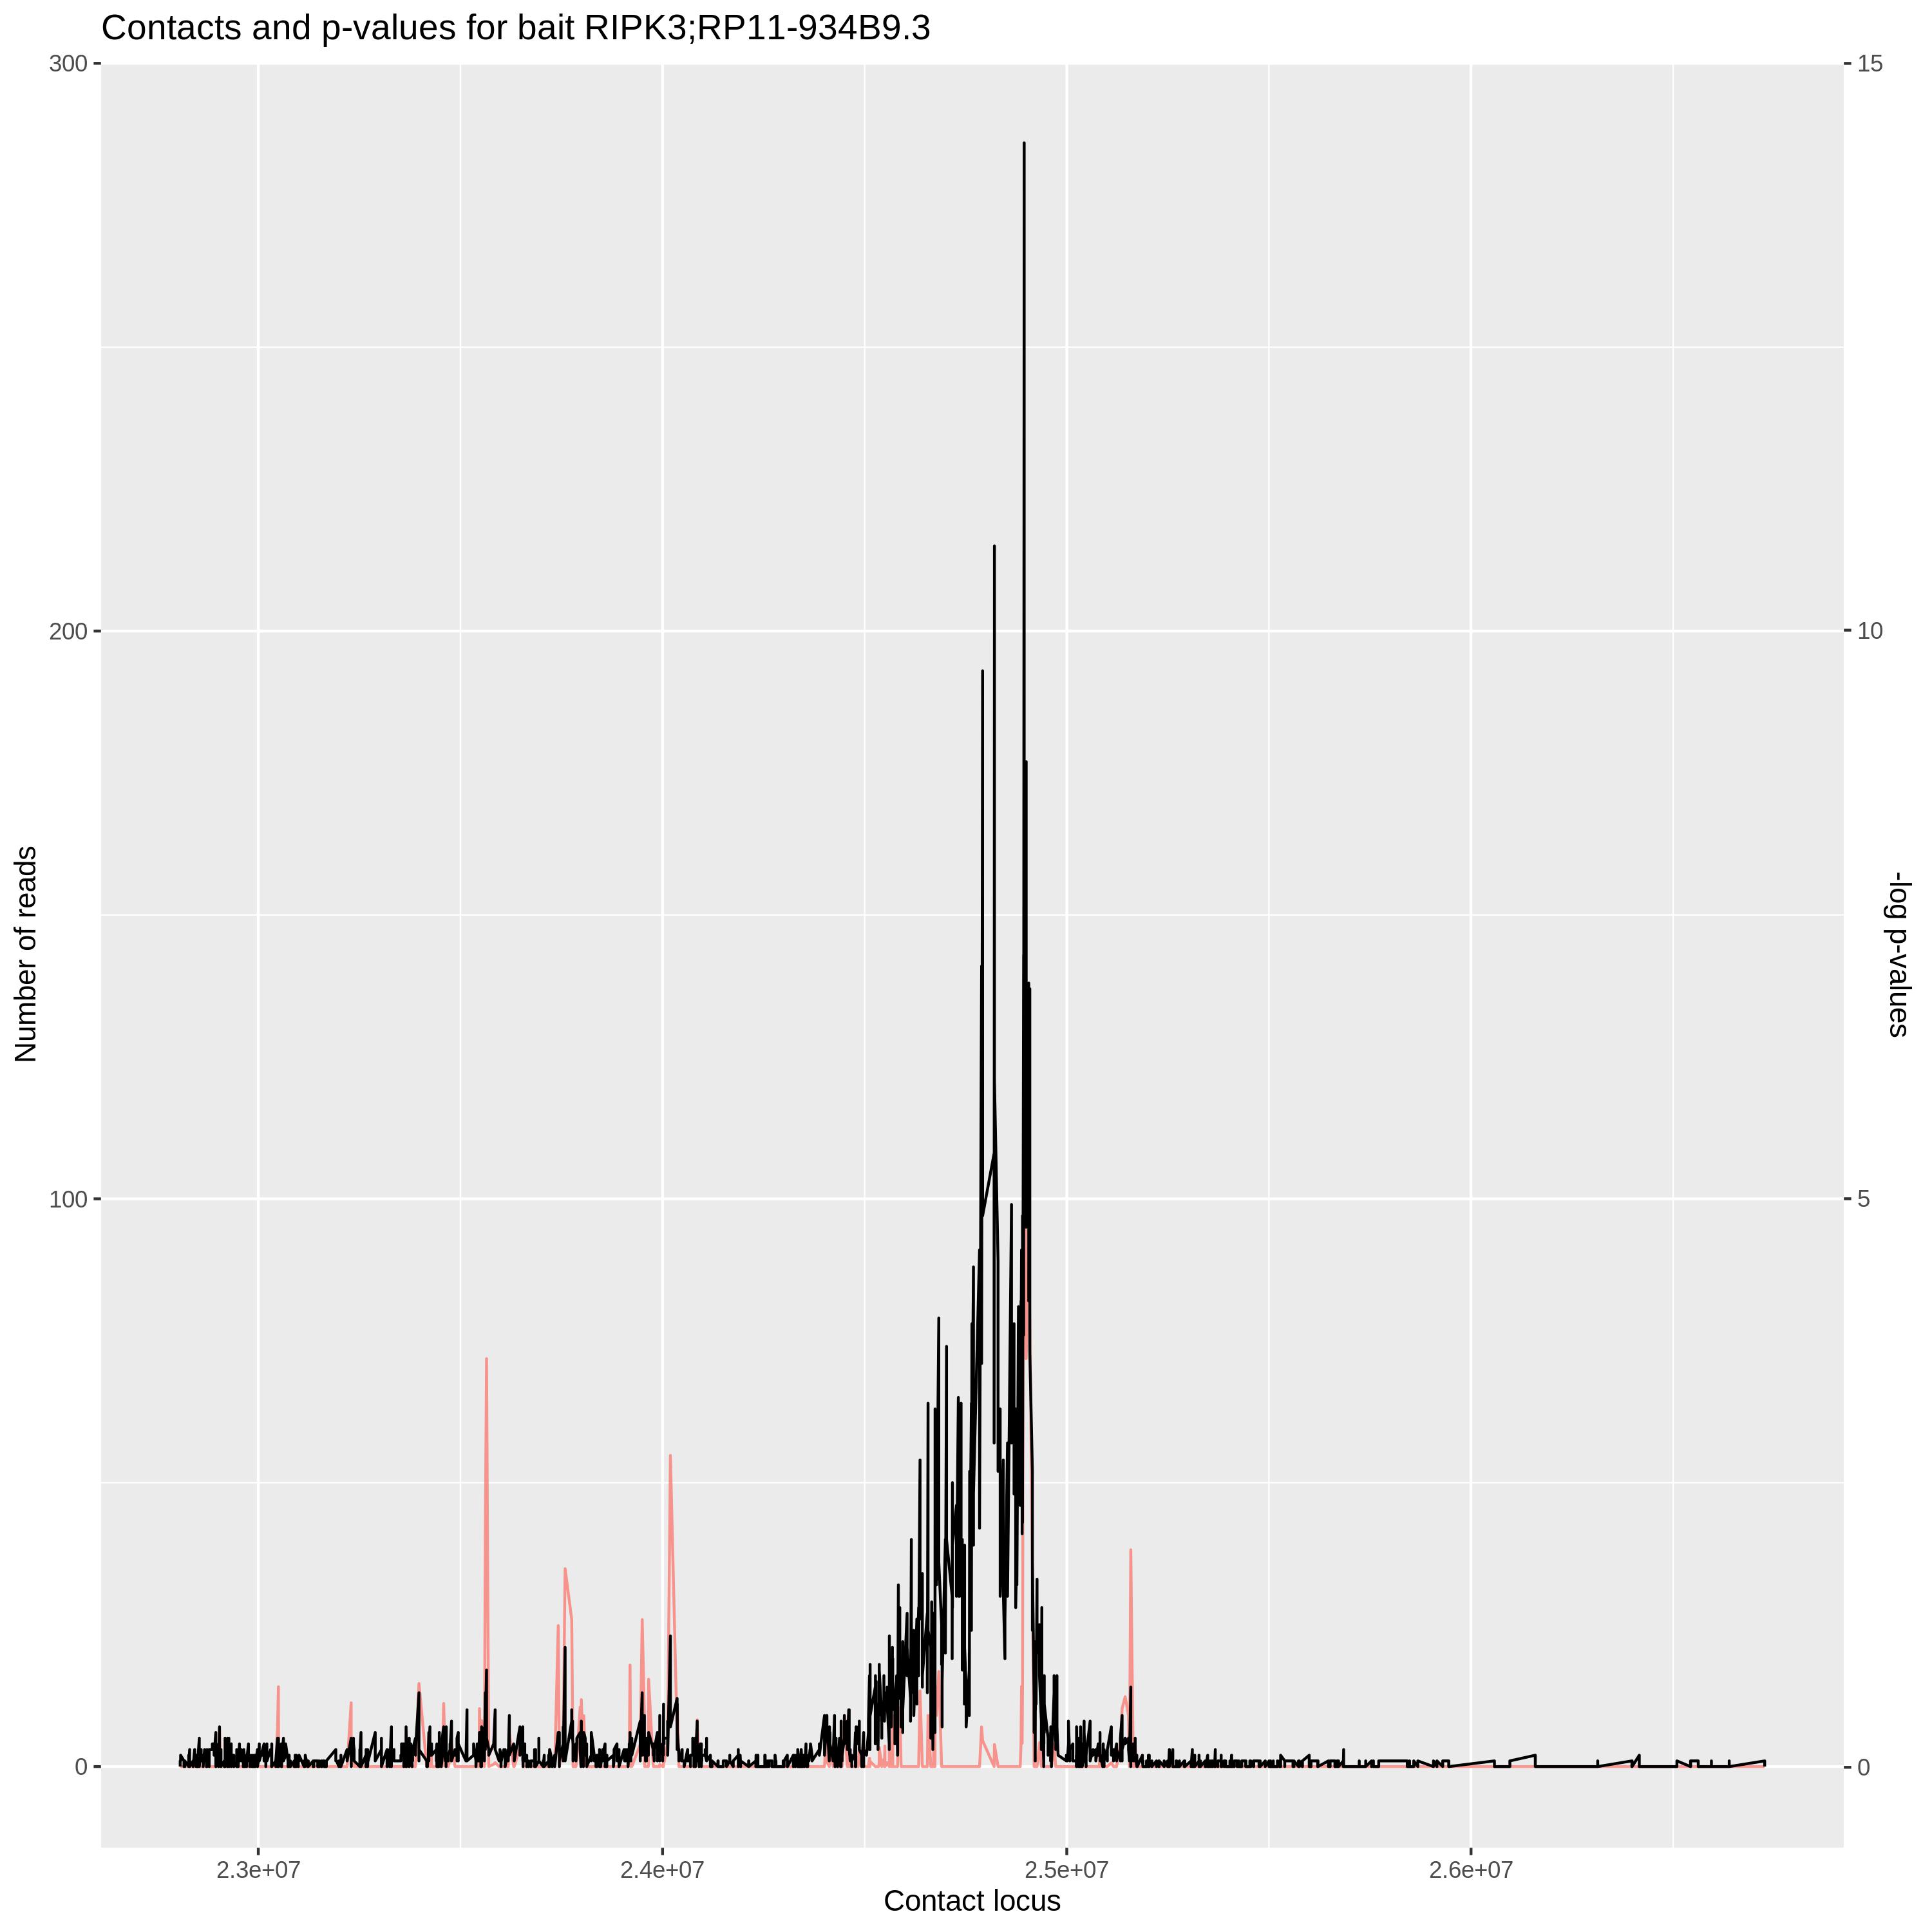 Contacts and p-values for bait RIPK3;RP11-934B9.3
300
200
100
0
15
10
5
0
Number of reads
-log p-values
2.3e+07
2.4e+07
2.5e+07
2.6e+07
Contact locus